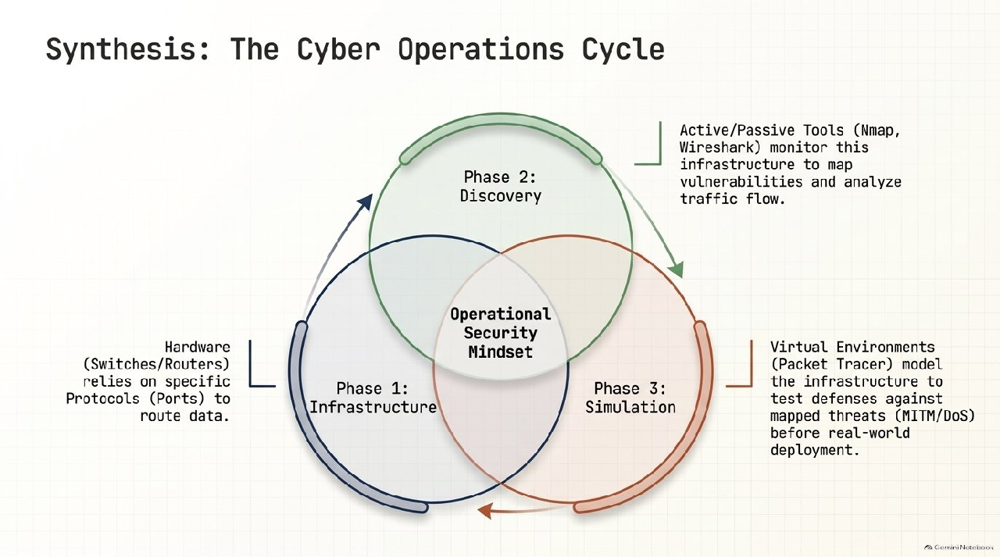 Synthesis: The Cyber Operations Cycle
Active/Passive Tools (Nmap,
Wireshark) monitor this
infrastructure to map
vulnerabilities and analyze
traffic flow.
Phase 2:
Discovery
Operational
Security
Mindset
Hardware
(Switches/Routers)
relies on specific
Protocols (Ports) to
route data.
Phase 1:
Infrastructure
Phase 3:
Simulation
Virtual Environments
(Packet Tracer) model
the infrastructure to
test defenses against
mapped threats (MITM/DoS)
before real-world
deployment.
Gemini Notebook